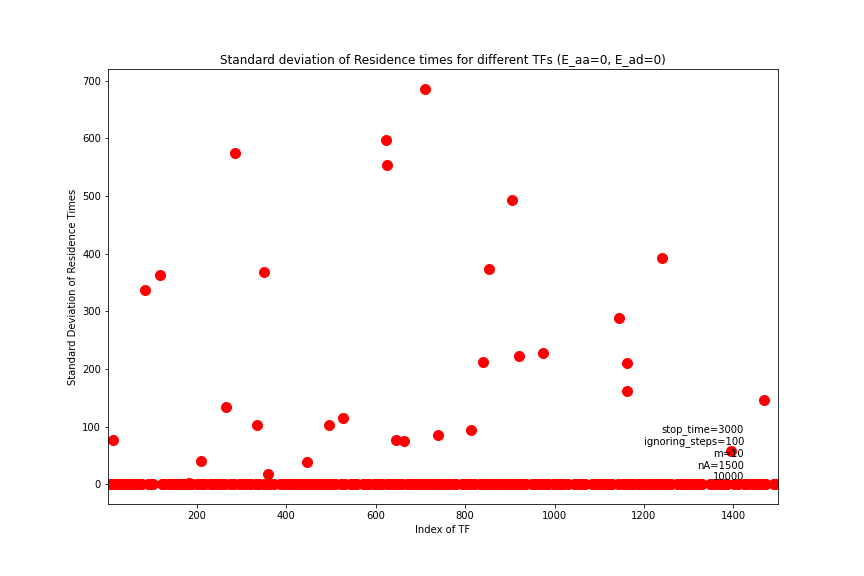 Standard deviation of Residence times for different TFs (E_aa=0, E_ad=0)
Standard Deviation of Residence Times
700
600
500
400
300
200
100
0
stop_time=3000
ignoring_steps=100
m=10
nA=1500
10000
200
400
600
800
1000
1200
1400
Index of TF